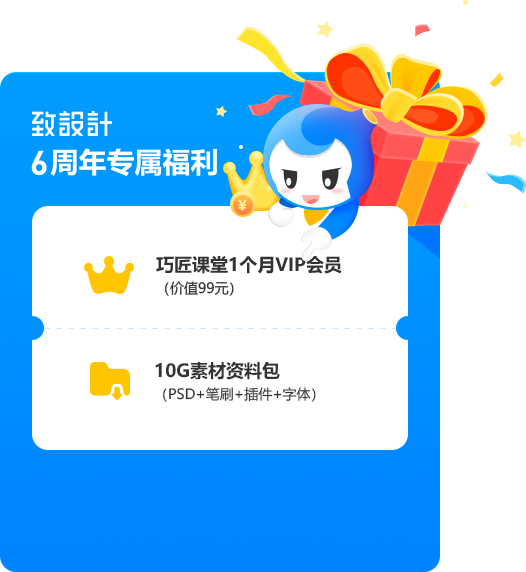 致設計
6周年专属福利
¥
巧匠课堂1个月VIP会员
（价值99元）
10G素材资料包
（PSD+笔刷+插件+字体）